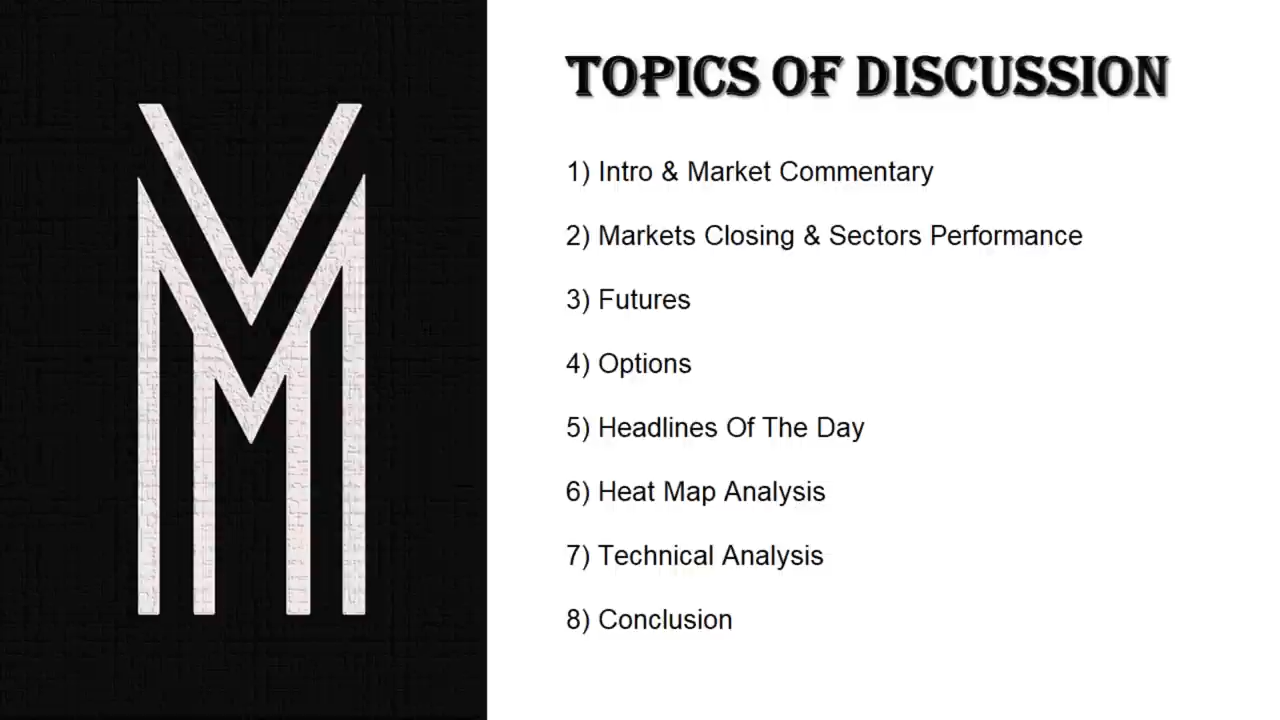 TOPICS OF DISCUSSION
1) Intro & Market Commentary
2) Markets Closing & Sectors Performance
3) Futures
4) Options
5) Headlines Of The Day
6) Heat Map Analysis
7) Technical Analysis
8) Conclusion